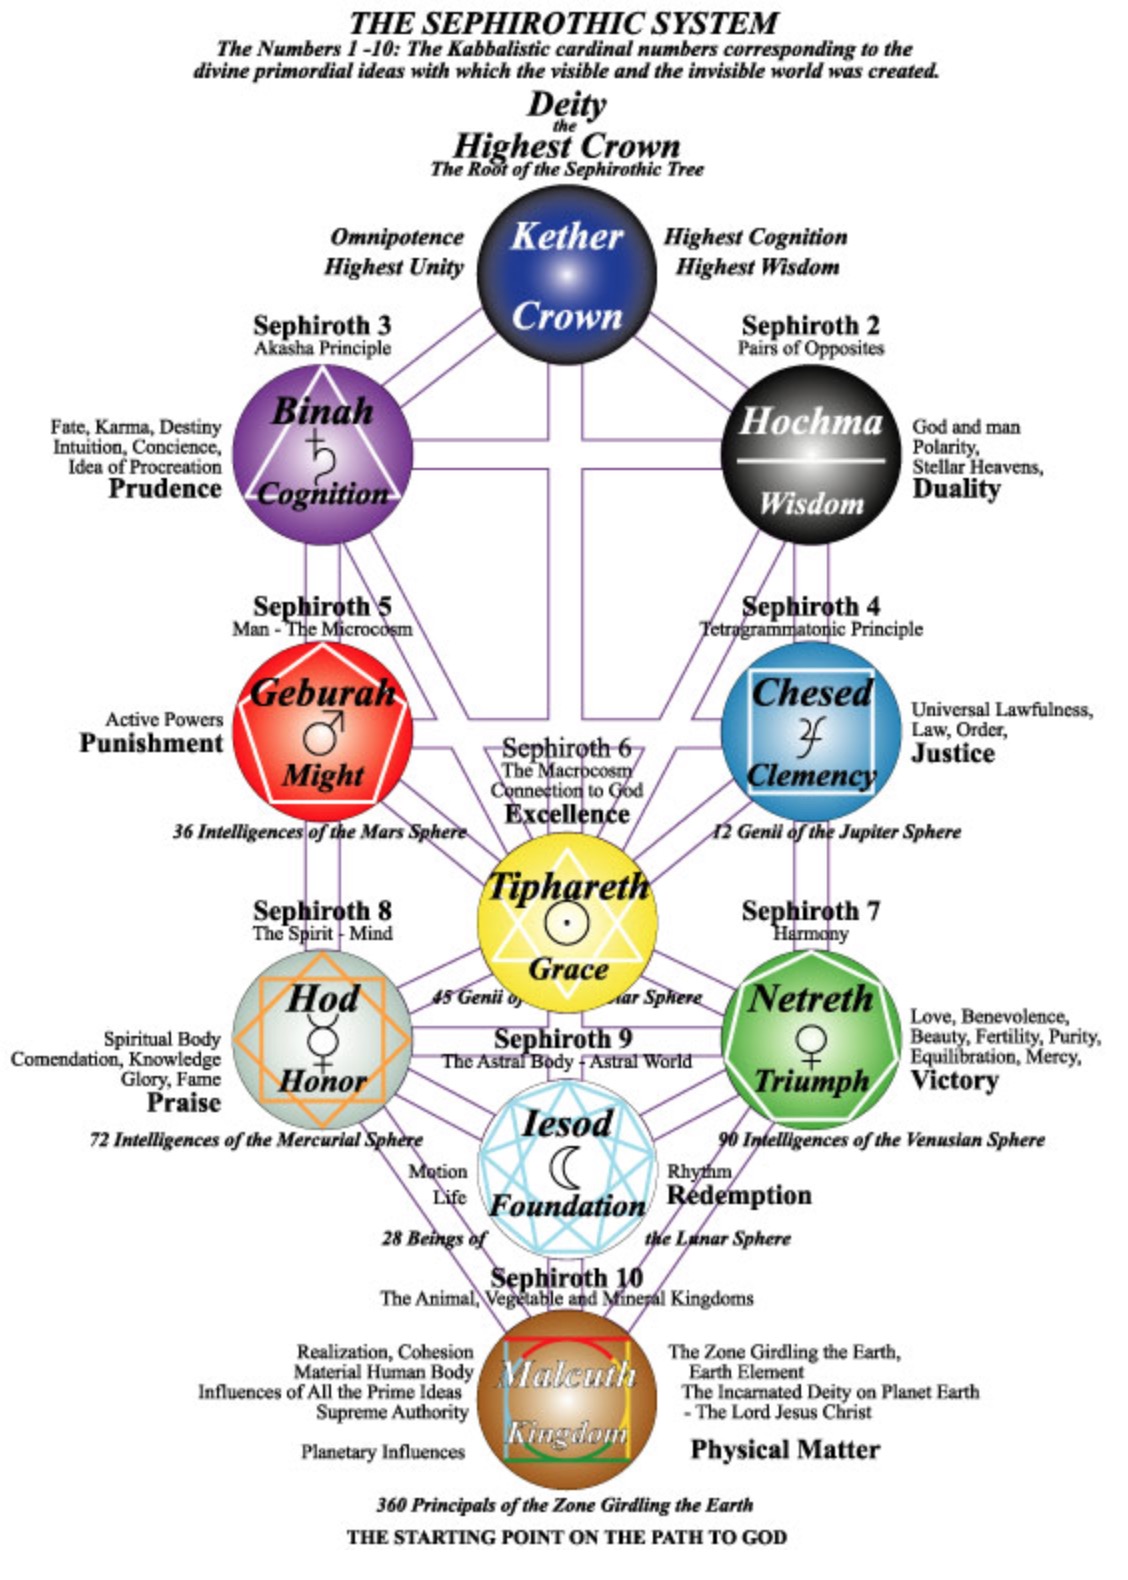 THE SEPHIROTHIC SYSTEM
The Numbers 1 -10: The Kabbalistic cardinal numbers corresponding to the
divine primordial ideas with which the visible and the invisible world was created.
Deity
the
Highest Crown
The Root of the Sephirothic Tree
Omnipotence
Highest Unity
Kether
Crown
Highest Cognition
Highest Wisdom
Sephiroth 3
Akasha Principle
Fate, Karma, Destiny
Intuition, Concience,
Idea of Procreation
Prudence
Binah
♄
Cognition
Sephiroth 2
Pairs of Opposites
Hochma
Wisdom
God and man
Polarity,
Stellar Heavens,
Duality
Sephiroth 5
Man - The Microcosm
Active Powers
Punishment
Geburah
♂
Might
36 Intelligences of the Mars Sphere
Sephiroth 4
Tetragrammatonic Principle
Chesed
♃
Clemency
Universal Lawfulness,
Law, Order,
Justice
12 Genii of the Jupiter Sphere
Sephiroth 6
The Macrocosm
Connection to God
Excellence
Tiphareth
☉
Grace
45 Genii of lar Sphere
Sephiroth 8
The Spirit - Mind
Spiritual Body
Comendation, Knowledge
Glory, Fame
Praise
Hod
☿
Honor
72 Intelligences of the Mercurial Sphere
Sephiroth 7
Harmony
Netreth
♀
Triumph
Love, Benevolence,
Beauty, Fertility, Purity,
Equilibration, Mercy,
Victory
90 Intelligences of the Venusian Sphere
Sephiroth 9
The Astral Body - Astral World
Motion
Life
Iesod
☾
Foundation
Rhythm
Redemption
28 Beings of the Lunar Sphere
Sephiroth 10
The Animal, Vegetable and Mineral Kingdoms
Realization, Cohesion
Material Human Body
Influences of All the Prime Ideas
Supreme Authority
Planetary Influences
Malcuth
Kingdom
The Zone Girdling the Earth,
Earth Element
The Incarnated Deity on Planet Earth
- The Lord Jesus Christ
Physical Matter
360 Principals of the Zone Girdling the Earth
THE STARTING POINT ON THE PATH TO GOD